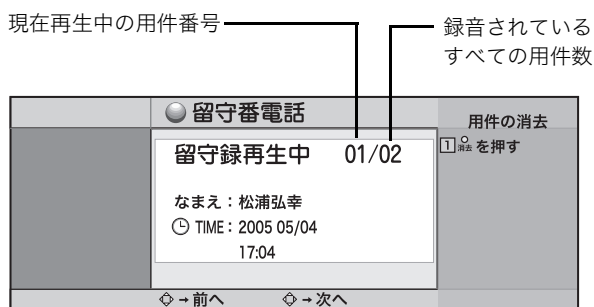 現在再生中の用件番号
録音されている
すべての用件数
留守番電話
留守録再生中 01/02
なまえ：松浦弘幸
TIME：2005 05/04
17:04
用件の消去
1 消去 を押す
→前へ →次へ